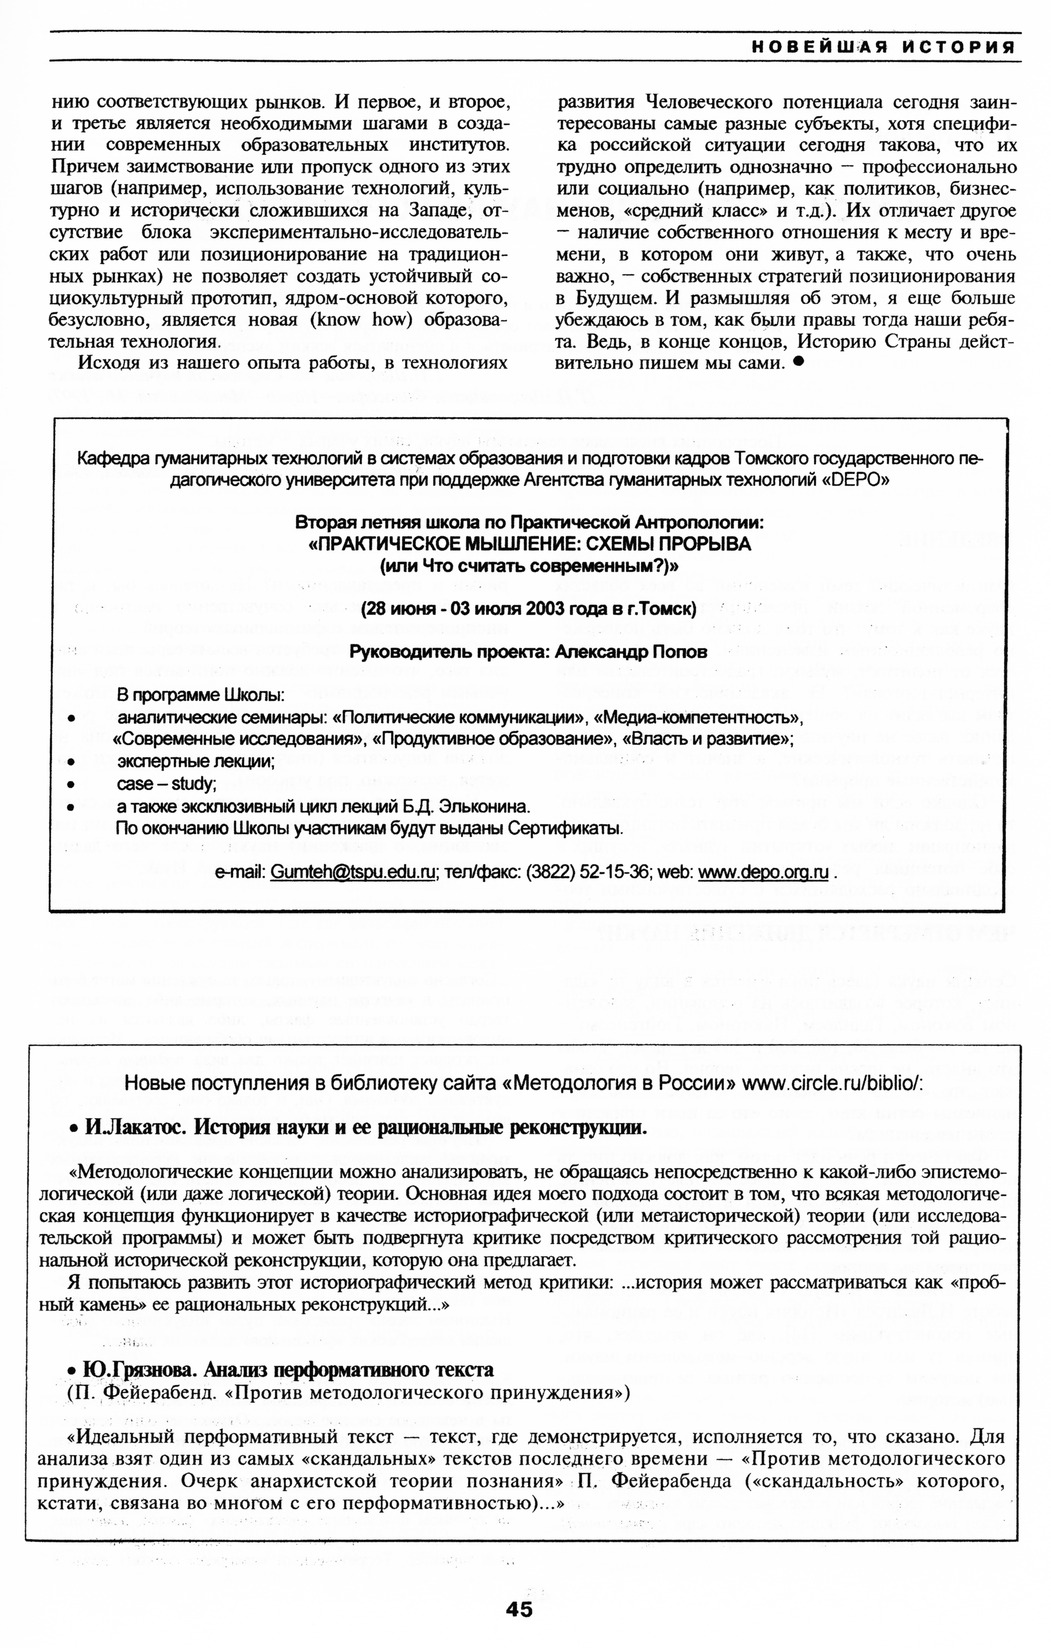 НОВЕЙШАЯ ИСТОРИЯ
нию соответствующих рынков. И первое, и второе,
и третье является необходимыми шагами в созда-
нии современных образовательных институтов.
Причем заимствование или пропуск одного из этих
шагов (например, использование технологий, куль-
турно и исторически сложившихся на Западе, от-
сутствие блока экспериментально-исследователь-
ских работ или позиционирование на традицион-
ных рынках) не позволяет создать устойчивый со-
циокультурный прототип, ядром-основой которого,
безусловно, является новая (know how) образова-
тельная технология.
Исходя из нашего опыта работы, в технологиях
развития Человеческого потенциала сегодня заин-
тересованы самые разные субъекты, хотя специфи-
ка российской ситуации сегодня такова, что их
трудно определить однозначно — профессионально
или социально (например, как политиков, бизнес-
менов, «средний класс» и т.д.). Их отличает другое
— наличие собственного отношения к месту и вре-
мени, в котором они живут, а также, что очень
важно, — собственных стратегий позиционирования
в Будущем. И размышляя об этом, я еще больше
убеждаюсь в том, как были правы тогда наши ребя-
та. Ведь, в конце концов, Историю Страны дейст-
вительно пишем мы сами. ●
Кафедра гуманитарных технологий в системах образования и подготовки кадров Томского государственного пе-
дагогического университета при поддержке Агентства гуманитарных технологий «DEPO»
Вторая летняя школа по Практической Антропологии:
«ПРАКТИЧЕСКОЕ МЫШЛЕНИЕ: СХЕМЫ ПРОРЫВА
(или Что считать современным?)»
(28 июня - 03 июля 2003 года в г.Томск)
Руководитель проекта: Александр Попов
В программе Школы:
• аналитические семинары: «Политические коммуникации», «Медиа-компетентность»,
«Современные исследования», «Продуктивное образование», «Власть и развитие»;
• экспертные лекции;
• case – study;
• а также эксклюзивный цикл лекций Б.Д. Эльконина.
По окончанию Школы участникам будут выданы Сертификаты.
e-mail: Gumteh@tspu.edu.ru; тел/факс: (3822) 52-15-36; web: www.depo.org.ru .
Новые поступления в библиотеку сайта «Методология в России» www.circle.ru/biblio/:
• И.Лакатос. История науки и ее рациональные реконструкции.
«Методологические концепции можно анализировать, не обращаясь непосредственно к какой-либо эпистемо-
логической (или даже логической) теории. Основная идея моего подхода состоит в том, что всякая методологиче-
ская концепция функционирует в качестве историографической (или метаисторической) теории (или исследова-
тельской программы) и может быть подвергнута критике посредством критического рассмотрения той рацио-
нальной исторической реконструкции, которую она предлагает.
Я попытаюсь развить этот историографический метод критики: ...история может рассматриваться как «проб-
ный камень» ее рациональных реконструкций...»
• Ю.Грязнова. Анализ перформативного текста
(П. Фейерабенд. «Против методологического принуждения»)
«Идеальный перформативный текст — текст, где демонстрируется, исполняется то, что сказано. Для
анализа взят один из самых «скандальных» текстов последнего времени — «Против методологического
принуждения. Очерк анархистской теории познания» П. Фейерабенда («скандальность» которого,
кстати, связана во многом с его перформативностью)...»
45